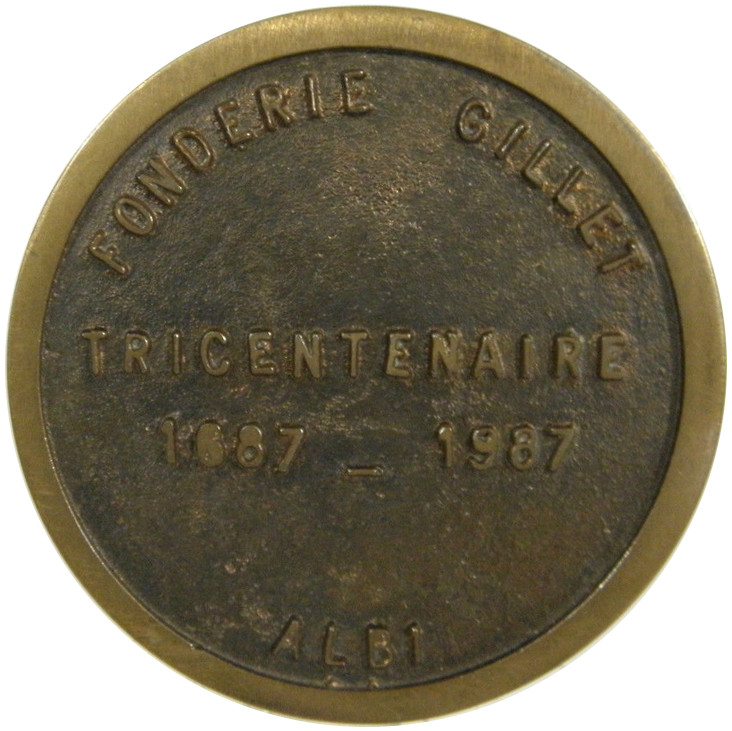 FONDERIE GILLET
TRICENTENAIRE
1687 _ 1987
ALBI